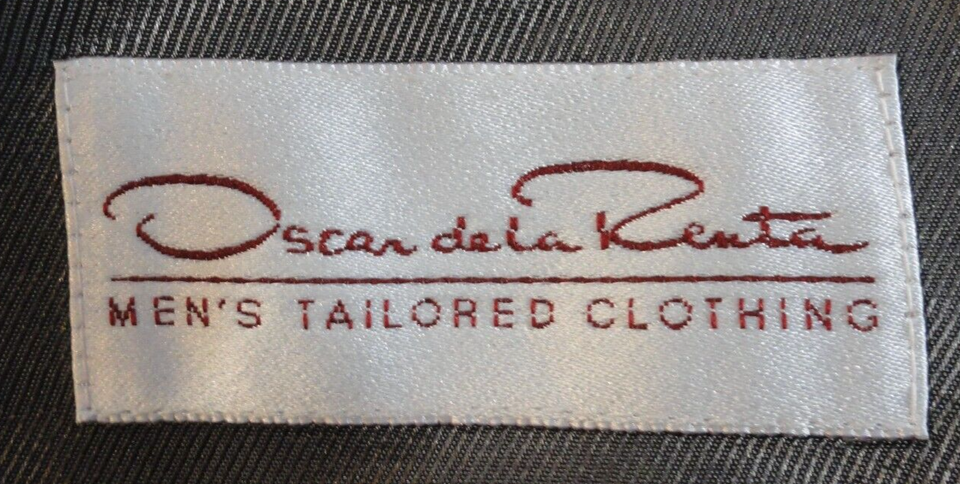 Oscar de la Renta
MEN'S TAILORED CLOTHING